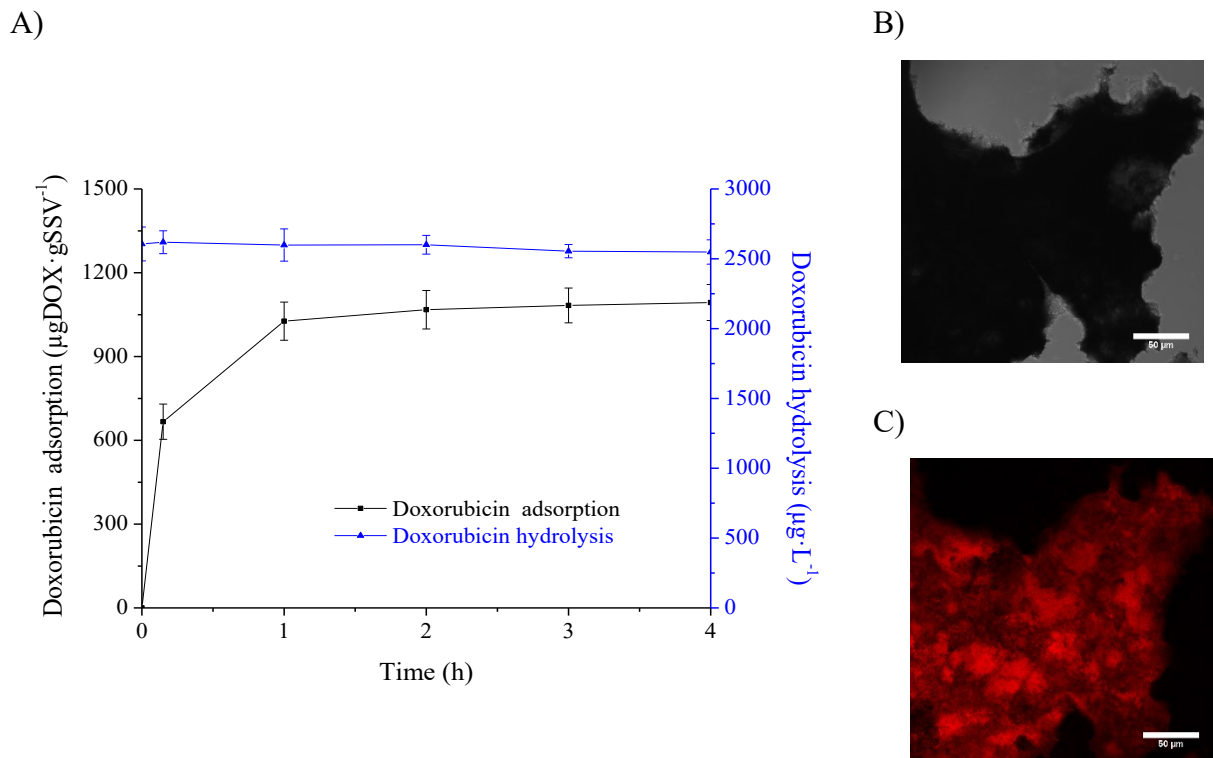 A)
B)
1500
1200
900
600
300
0
Doxorubicin  adsorption (µgDOX·gSSV⁻¹)
3000
2500
2000
1500
1000
500
0
Doxorubicin hydrolysis (µg·L⁻¹)
Doxorubicin  adsorption
Doxorubicin hydrolysis
0 1 2 3 4
Time (h)
50 µm
C)
50 µm